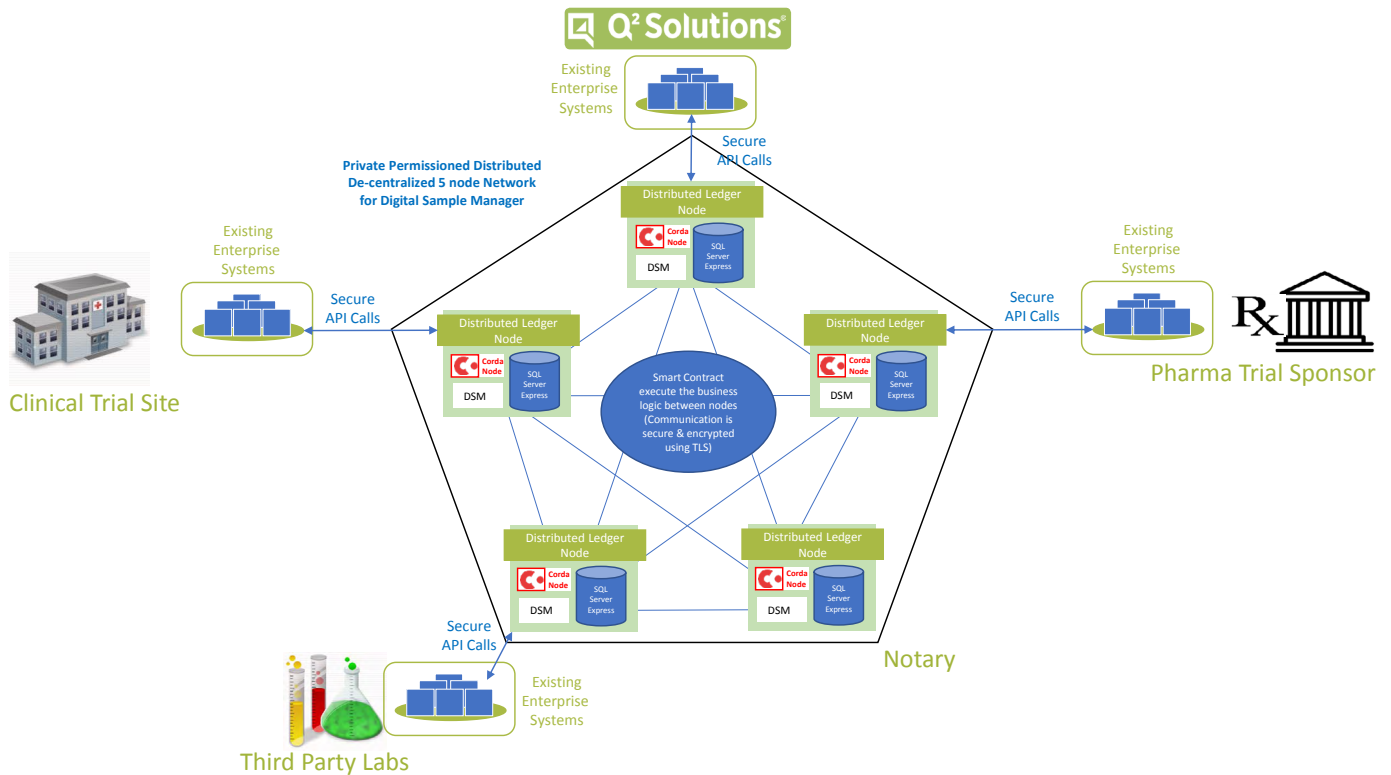 Q² Solutions®
Existing
Enterprise
Systems
Secure
API Calls
Private Permissioned Distributed
De-centralized 5 node Network
for Digital Sample Manager
Distributed Ledger
Node
Corda
Node
DSM
SQL
Server
Express
Existing
Enterprise
Systems
Secure
API Calls
Clinical Trial Site
Distributed Ledger
Node
Corda
Node
DSM
SQL
Server
Express
Smart Contract
execute the business
logic between nodes
(Communication is
secure & encrypted
using TLS)
Distributed Ledger
Node
Corda
Node
DSM
SQL
Server
Express
Secure
API Calls
Existing
Enterprise
Systems
Rx
Pharma Trial Sponsor
Distributed Ledger
Node
Corda
Node
DSM
SQL
Server
Express
Distributed Ledger
Node
Corda
Node
DSM
SQL
Server
Express
Secure
API Calls
Notary
Existing
Enterprise
Systems
Third Party Labs